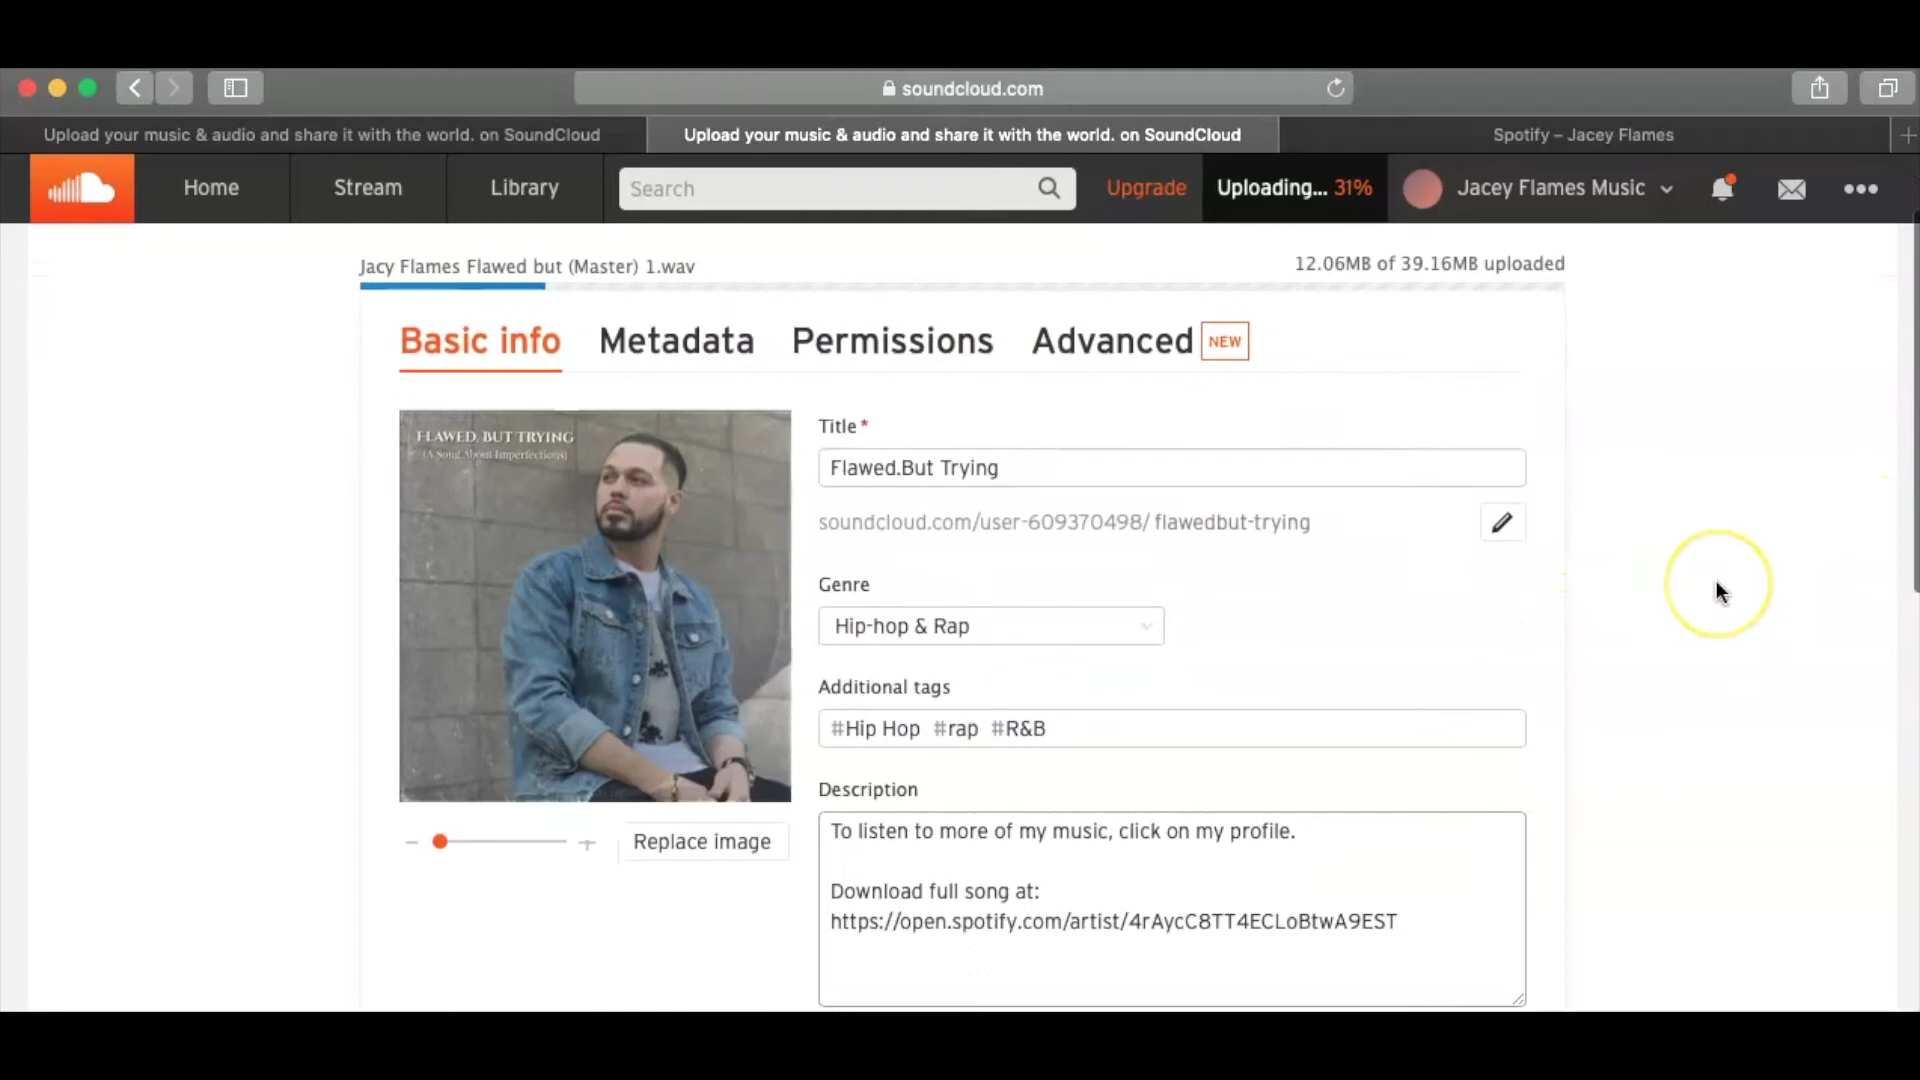 soundcloud.com
Upload your music & audio and share it with the world. on SoundCloud
Upload your music & audio and share it with the world. on SoundCloud
Spotify – Jacey Flames
Home
Stream
Library
Search
Upgrade
Uploading... 31%
Jacey Flames Music
Jacy Flames Flawed but (Master) 1.wav
12.06MB of 39.16MB uploaded
Basic info
Metadata
Permissions
Advanced
NEW
FLAWED, BUT TRYING
(A Song About Imperfections)
Replace image
Title*
Flawed.But Trying
soundcloud.com/user-609370498/ flawedbut-trying
Genre
Hip-hop & Rap
Additional tags
#Hip Hop #rap #R&B
Description
To listen to more of my music, click on my profile.
Download full song at:
https://open.spotify.com/artist/4rAycC8TT4ECLoBtwA9EST